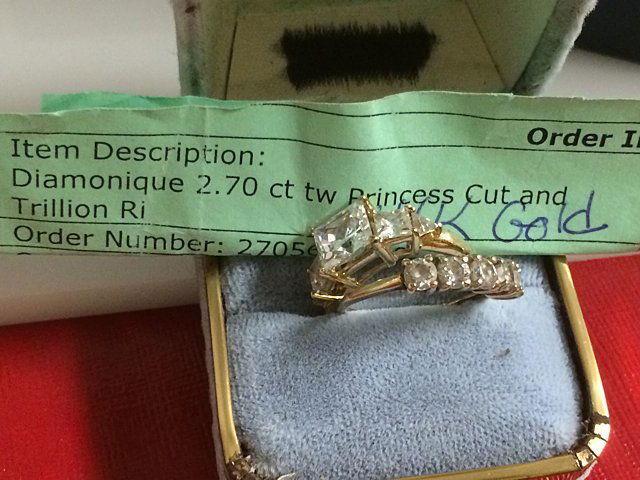 Order
Item Description:
Diamonique 2.70 ct tw Princess Cut and
Trillion Ri
K Gold
Order Number: 2705